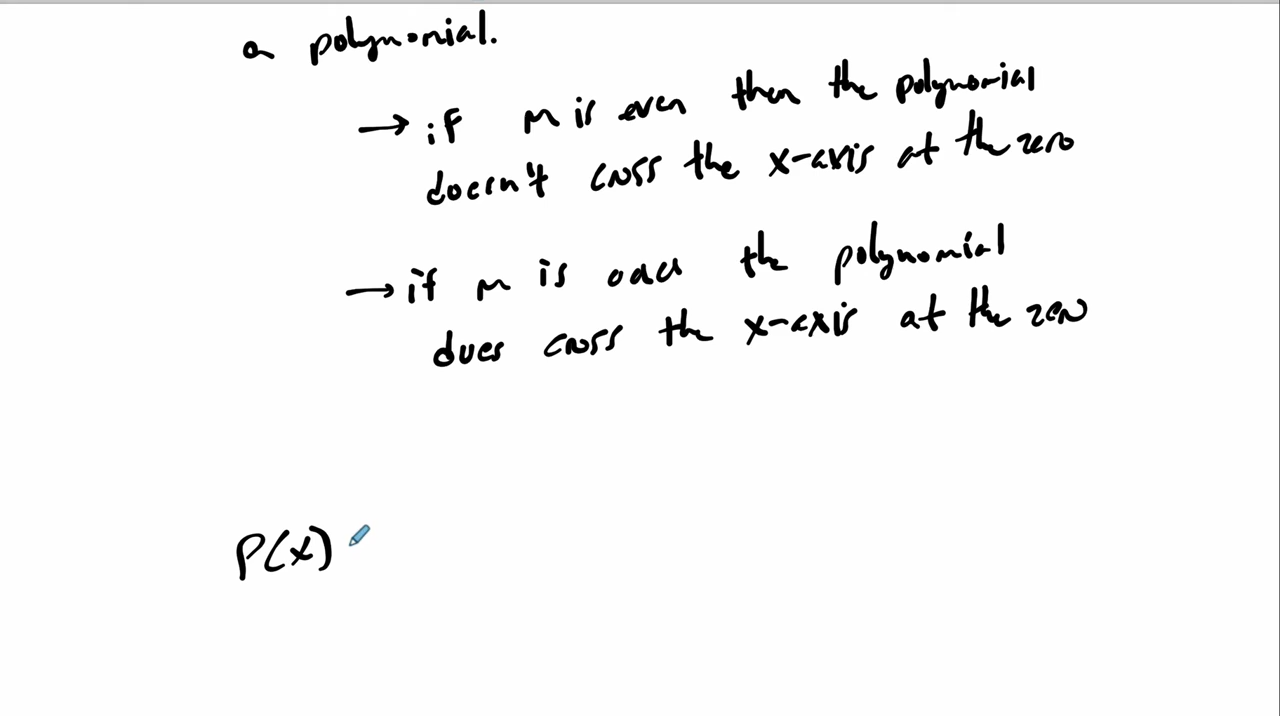 a polynomial.
→ if m is even then the polynomial
doesn't cross the x-axis at the zero
→ if m is odd the polynomial
does cross the x-axis at the zero
P(x)